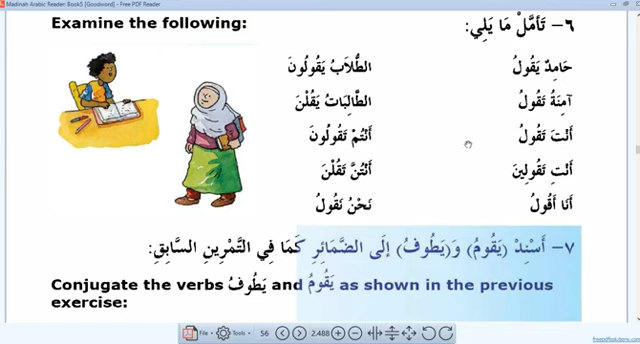 Madinah Arabic Reader: Book5 [Goodword] - Free PDF Reader
Examine the following:
٦- تَأَمَّلْ مَا يَلِي:
حَامِدٌ يَقُولُ الطُّلَابُ يَقُولُونَ
آمِنَةُ تَقُولُ الطَّالِبَاتُ يَقُلْنَ
أَنْتَ تَقُولُ أَنْتُمْ تَقُولُونَ
أَنْتِ تَقُولِينَ أَنْتُنَّ تَقُلْنَ
أَنَا أَقُولُ نَحْنُ نَقُولُ
٧- أَسْنِدْ (يَقُومُ) وَ(يَطُوفُ) إِلَى الضَّمَائِرِ كَمَا فِي التَّمْرِينِ السَّابِقِ:
Conjugate the verbs يَقُومُ and يَطُوفُ as shown in the previous
exercise:
File Tools 56 2.488
freepdfsolutions.com